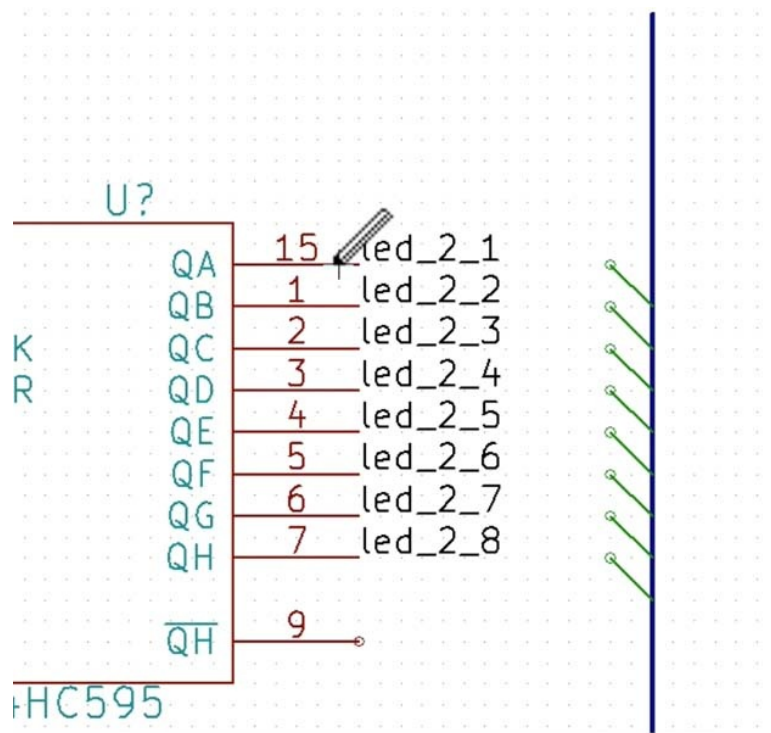 U?
QA 15 led_2_1
QB 1 led_2_2
K QC 2 led_2_3
R QD 3 led_2_4
QE 4 led_2_5
QF 5 led_2_6
QG 6 led_2_7
QH 7 led_2_8
QH 9
HC595